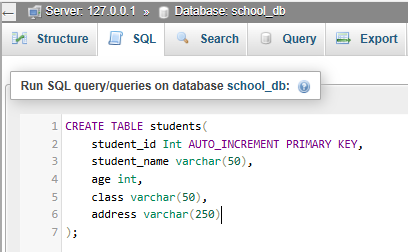 Server: 127.0.0.1 » Database: school_db
Structure SQL Search Query Export
Run SQL query/queries on database school_db:
1 CREATE TABLE students(
2 student_id Int AUTO_INCREMENT PRIMARY KEY,
3 student_name varchar(50),
4 age int,
5 class varchar(50),
6 address varchar(250)
7 );